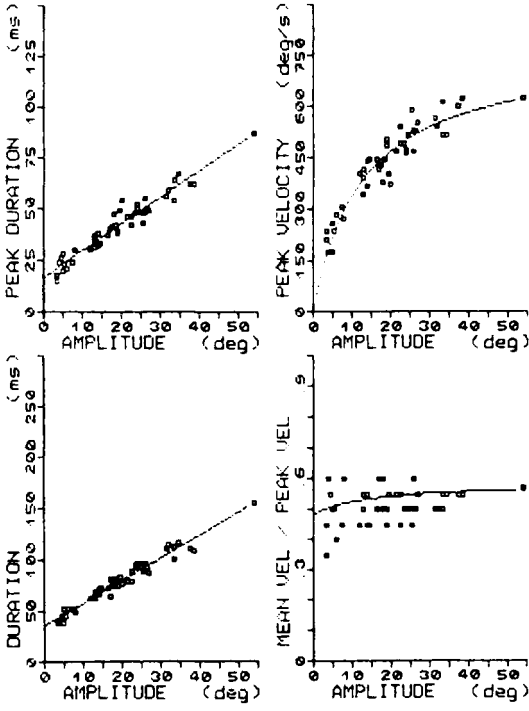 PEAK DURATION (ms)
0 25 50 75 100 125
0 10 20 30 40 50
AMPLITUDE (deg)
PEAK VELOCITY (deg/s)
0 150 300 450 600 750
0 10 20 30 40 50
AMPLITUDE (deg)
DURATION (ms)
0 50 100 150 200 250
0 10 20 30 40 50
AMPLITUDE (deg)
MEAN VEL / PEAK VEL
0 .3 .6 .9
0 10 20 30 40 50
AMPLITUDE (deg)